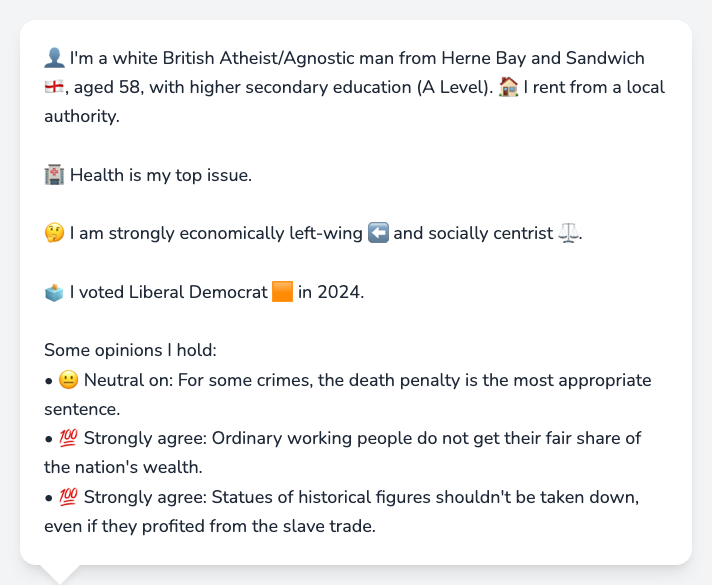 👤 I'm a white British Atheist/Agnostic man from Herne Bay and Sandwich
🏴󠁧󠁢󠁥󠁮󠁧󠁿, aged 58, with higher secondary education (A Level). 🏠 I rent from a local
authority.
🏥 Health is my top issue.
🤔 I am strongly economically left-wing ⬅️ and socially centrist ⚖️.
🗳️ I voted Liberal Democrat 🟧 in 2024.
Some opinions I hold:
• 😐 Neutral on: For some crimes, the death penalty is the most appropriate
sentence.
• 💯 Strongly agree: Ordinary working people do not get their fair share of
the nation's wealth.
• 💯 Strongly agree: Statues of historical figures shouldn't be taken down,
even if they profited from the slave trade.